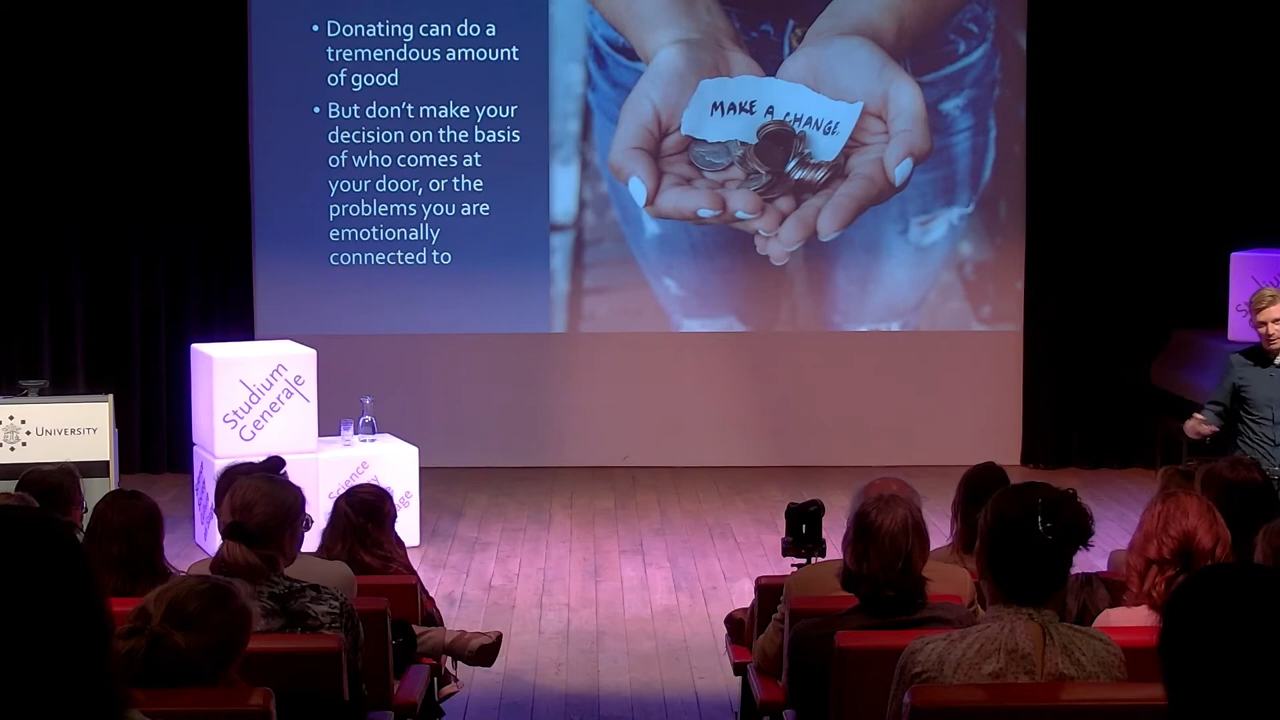 • Donating can do a
tremendous amount
of good
• But don't make your
decision on the basis
of who comes at
your door, or the
problems you are
emotionally
connected to
MAKE A CHANGE
Studium
Generale
UNIVERSITY
Science